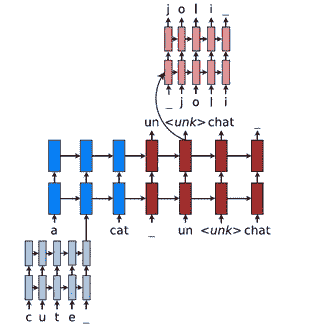 j o l i _
_ j o l i
un <unk> chat _
a cat _ un <unk> chat
c u t e _